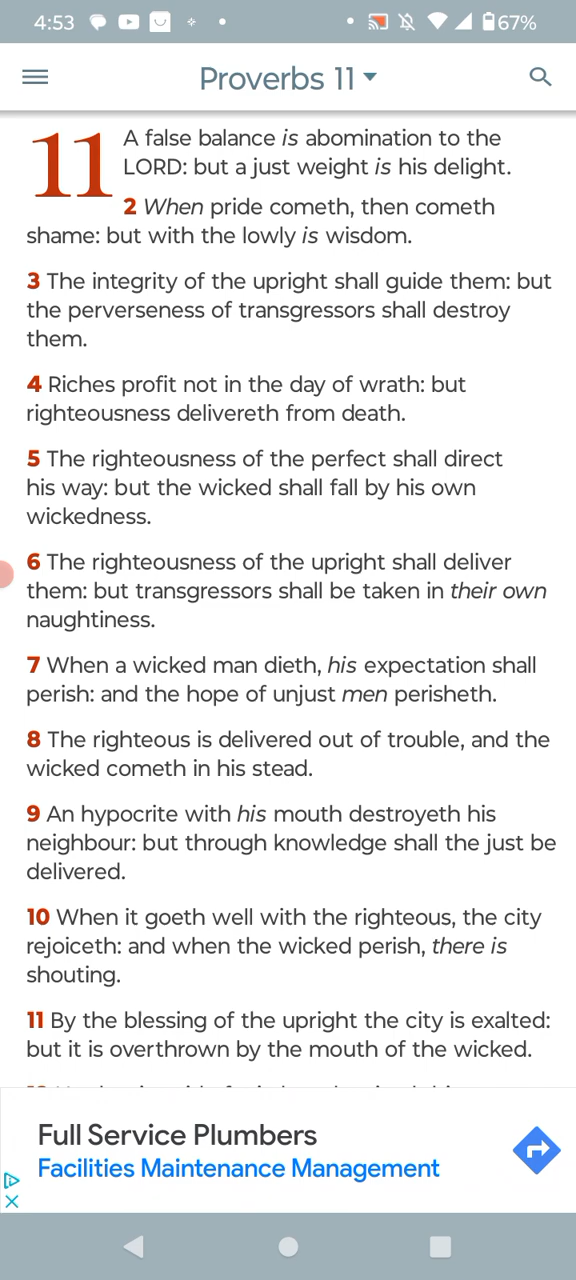 4:53
67%
Proverbs 11
11 A false balance is abomination to the
LORD: but a just weight is his delight.
2 When pride cometh, then cometh
shame: but with the lowly is wisdom.
3 The integrity of the upright shall guide them: but
the perverseness of transgressors shall destroy
them.
4 Riches profit not in the day of wrath: but
righteousness delivereth from death.
5 The righteousness of the perfect shall direct
his way: but the wicked shall fall by his own
wickedness.
6 The righteousness of the upright shall deliver
them: but transgressors shall be taken in their own
naughtiness.
7 When a wicked man dieth, his expectation shall
perish: and the hope of unjust men perisheth.
8 The righteous is delivered out of trouble, and the
wicked cometh in his stead.
9 An hypocrite with his mouth destroyeth his
neighbour: but through knowledge shall the just be
delivered.
10 When it goeth well with the righteous, the city
rejoiceth: and when the wicked perish, there is
shouting.
11 By the blessing of the upright the city is exalted:
but it is overthrown by the mouth of the wicked.
Full Service Plumbers
Facilities Maintenance Management